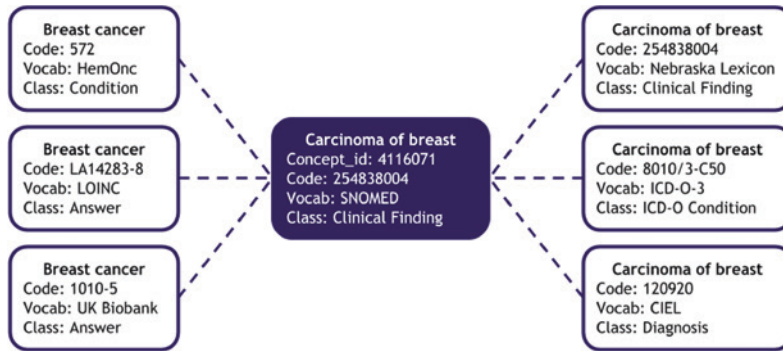 Breast cancer
Code: 572
Vocab: HemOnc
Class: Condition
Breast cancer
Code: LA14283-8
Vocab: LOINC
Class: Answer
Breast cancer
Code: 1010-5
Vocab: UK Biobank
Class: Answer
Carcinoma of breast
Concept_id: 4116071
Code: 254838004
Vocab: SNOMED
Class: Clinical Finding
Carcinoma of breast
Code: 254838004
Vocab: Nebraska Lexicon
Class: Clinical Finding
Carcinoma of breast
Code: 8010/3-C50
Vocab: ICD-O-3
Class: ICD-O Condition
Carcinoma of breast
Code: 120920
Vocab: CIEL
Class: Diagnosis